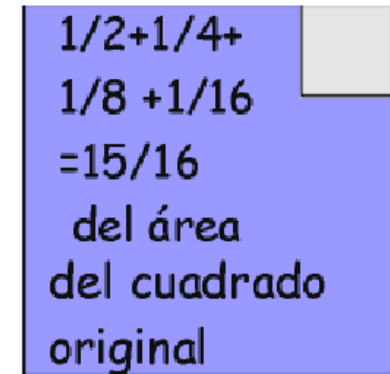 1/2+1/4+
1/8 +1/16
=15/16
del área
del cuadrado
original